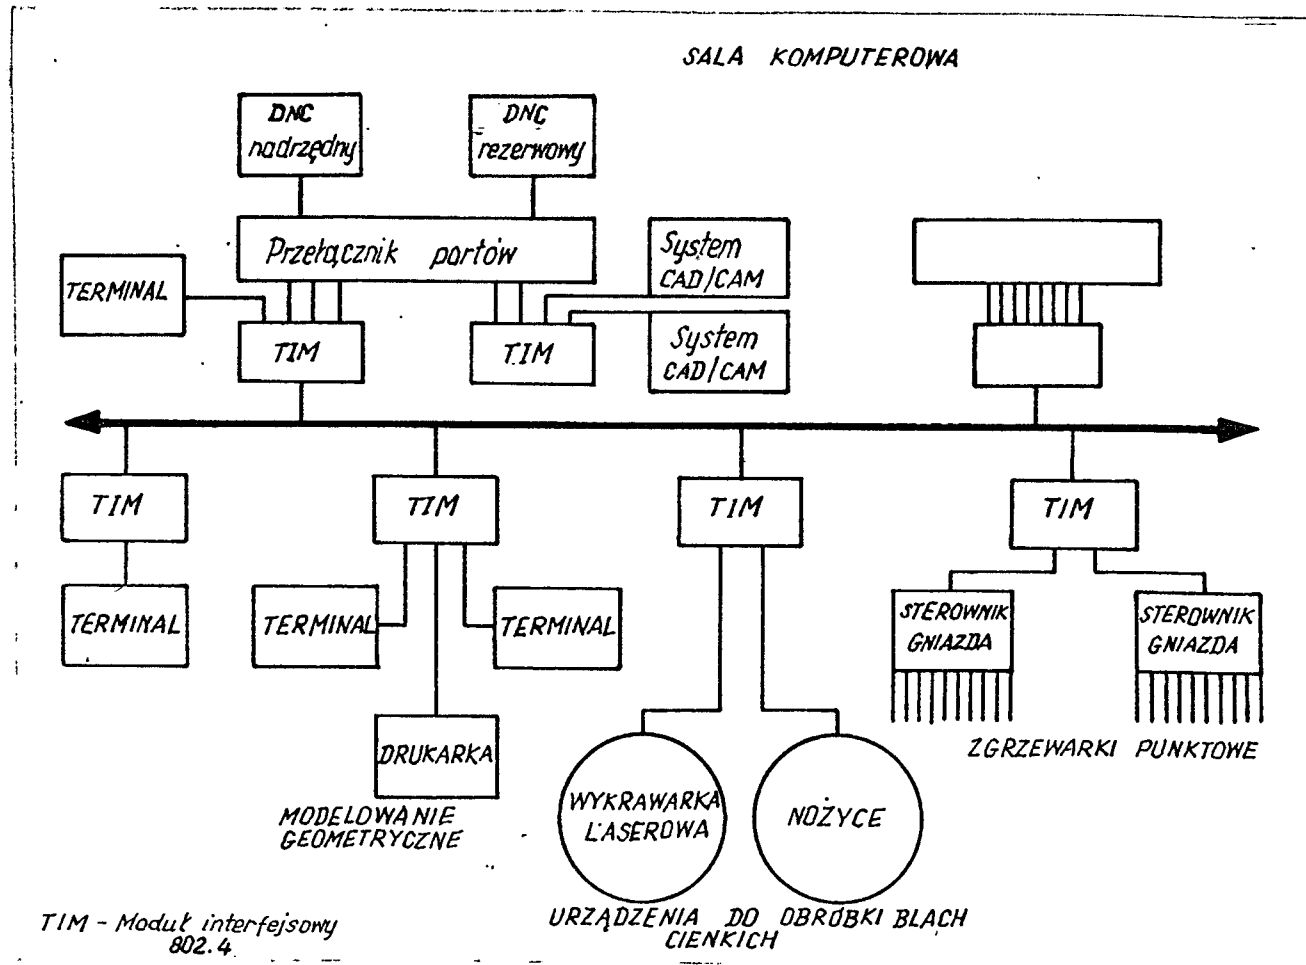 SALA KOMPUTEROWA
DNC
nadrzędny
DNC
rezerwowy
Przełącznik portów
System
CAD/CAM
TERMINAL
TIM
TIM
System
CAD/CAM
TIM
TIM
TIM
TIM
TERMINAL
TERMINAL
TERMINAL
STEROWNIK
GNIAZDA
STEROWNIK
GNIAZDA
DRUKARKA
ZGRZEWARKI PUNKTOWE
MODELOWANIE
GEOMETRYCZNE
WYKRAWARKA
LASEROWA
NOŻYCE
URZĄDZENIA DO OBRÓBKI BLACH
CIENKICH
TIM - Moduł interfejsowy
802.4